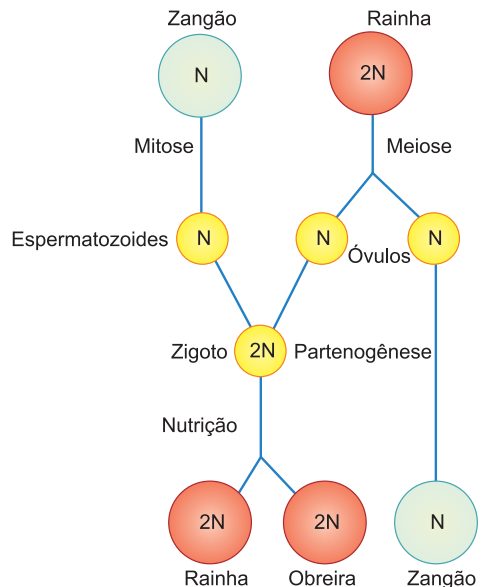 Zangão
Rainha
N
2N
Mitose
Meiose
Espermatozoides
N
N
Óvulos
N
Zigoto
2N
Partenogênese
Nutrição
2N
2N
N
Rainha
Obreira
Zangão